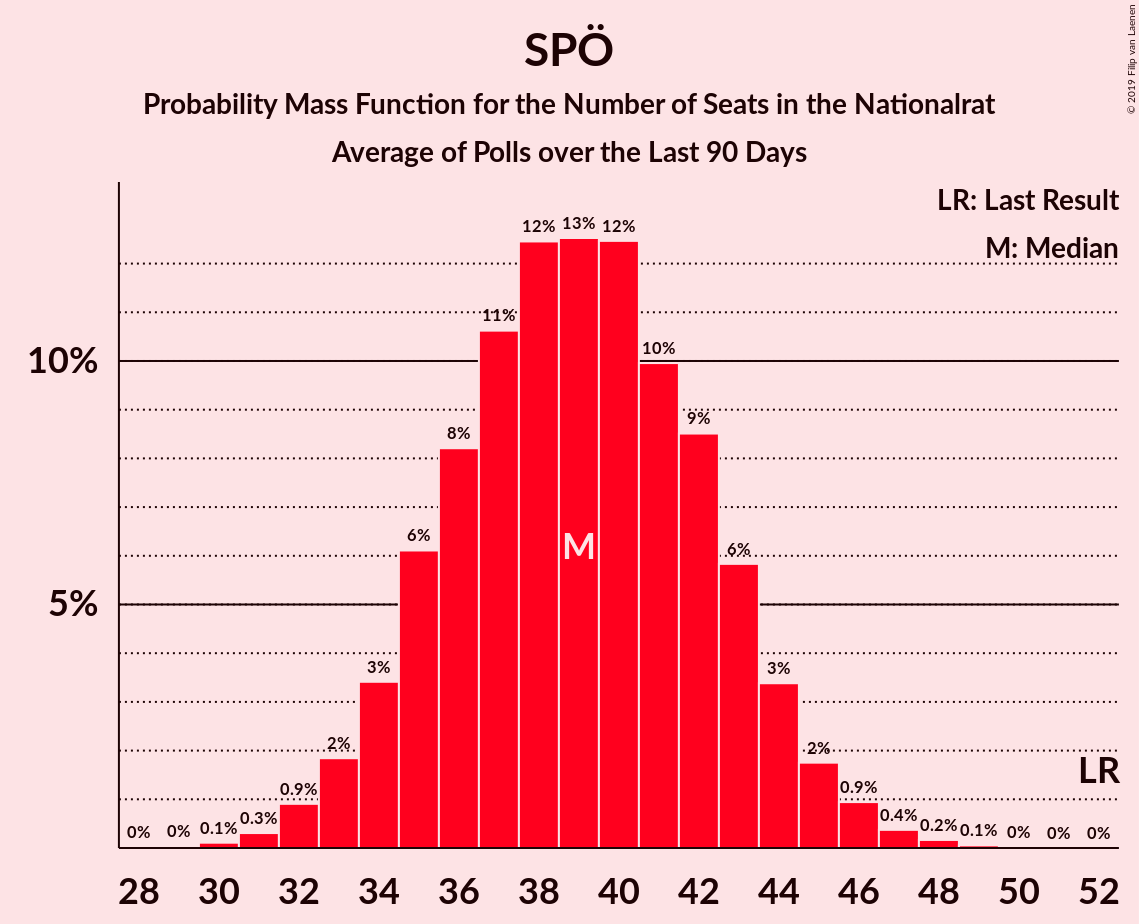 SPÖ
Probability Mass Function for the Number of Seats in the Nationalrat
Average of Polls over the Last 90 Days
© 2019 Filip van Laenen
LR: Last Result
M: Median
12% 13% 12%
11%
10%
10%
9%
8%
6%
M
6%
5%
3% 3%
2% 2%
LR
0.9% 0.9%
0% 0% 0.1% 0.3% 0.4% 0.2% 0.1% 0% 0% 0%
28 30 32 34 36 38 40 42 44 46 48 50 52